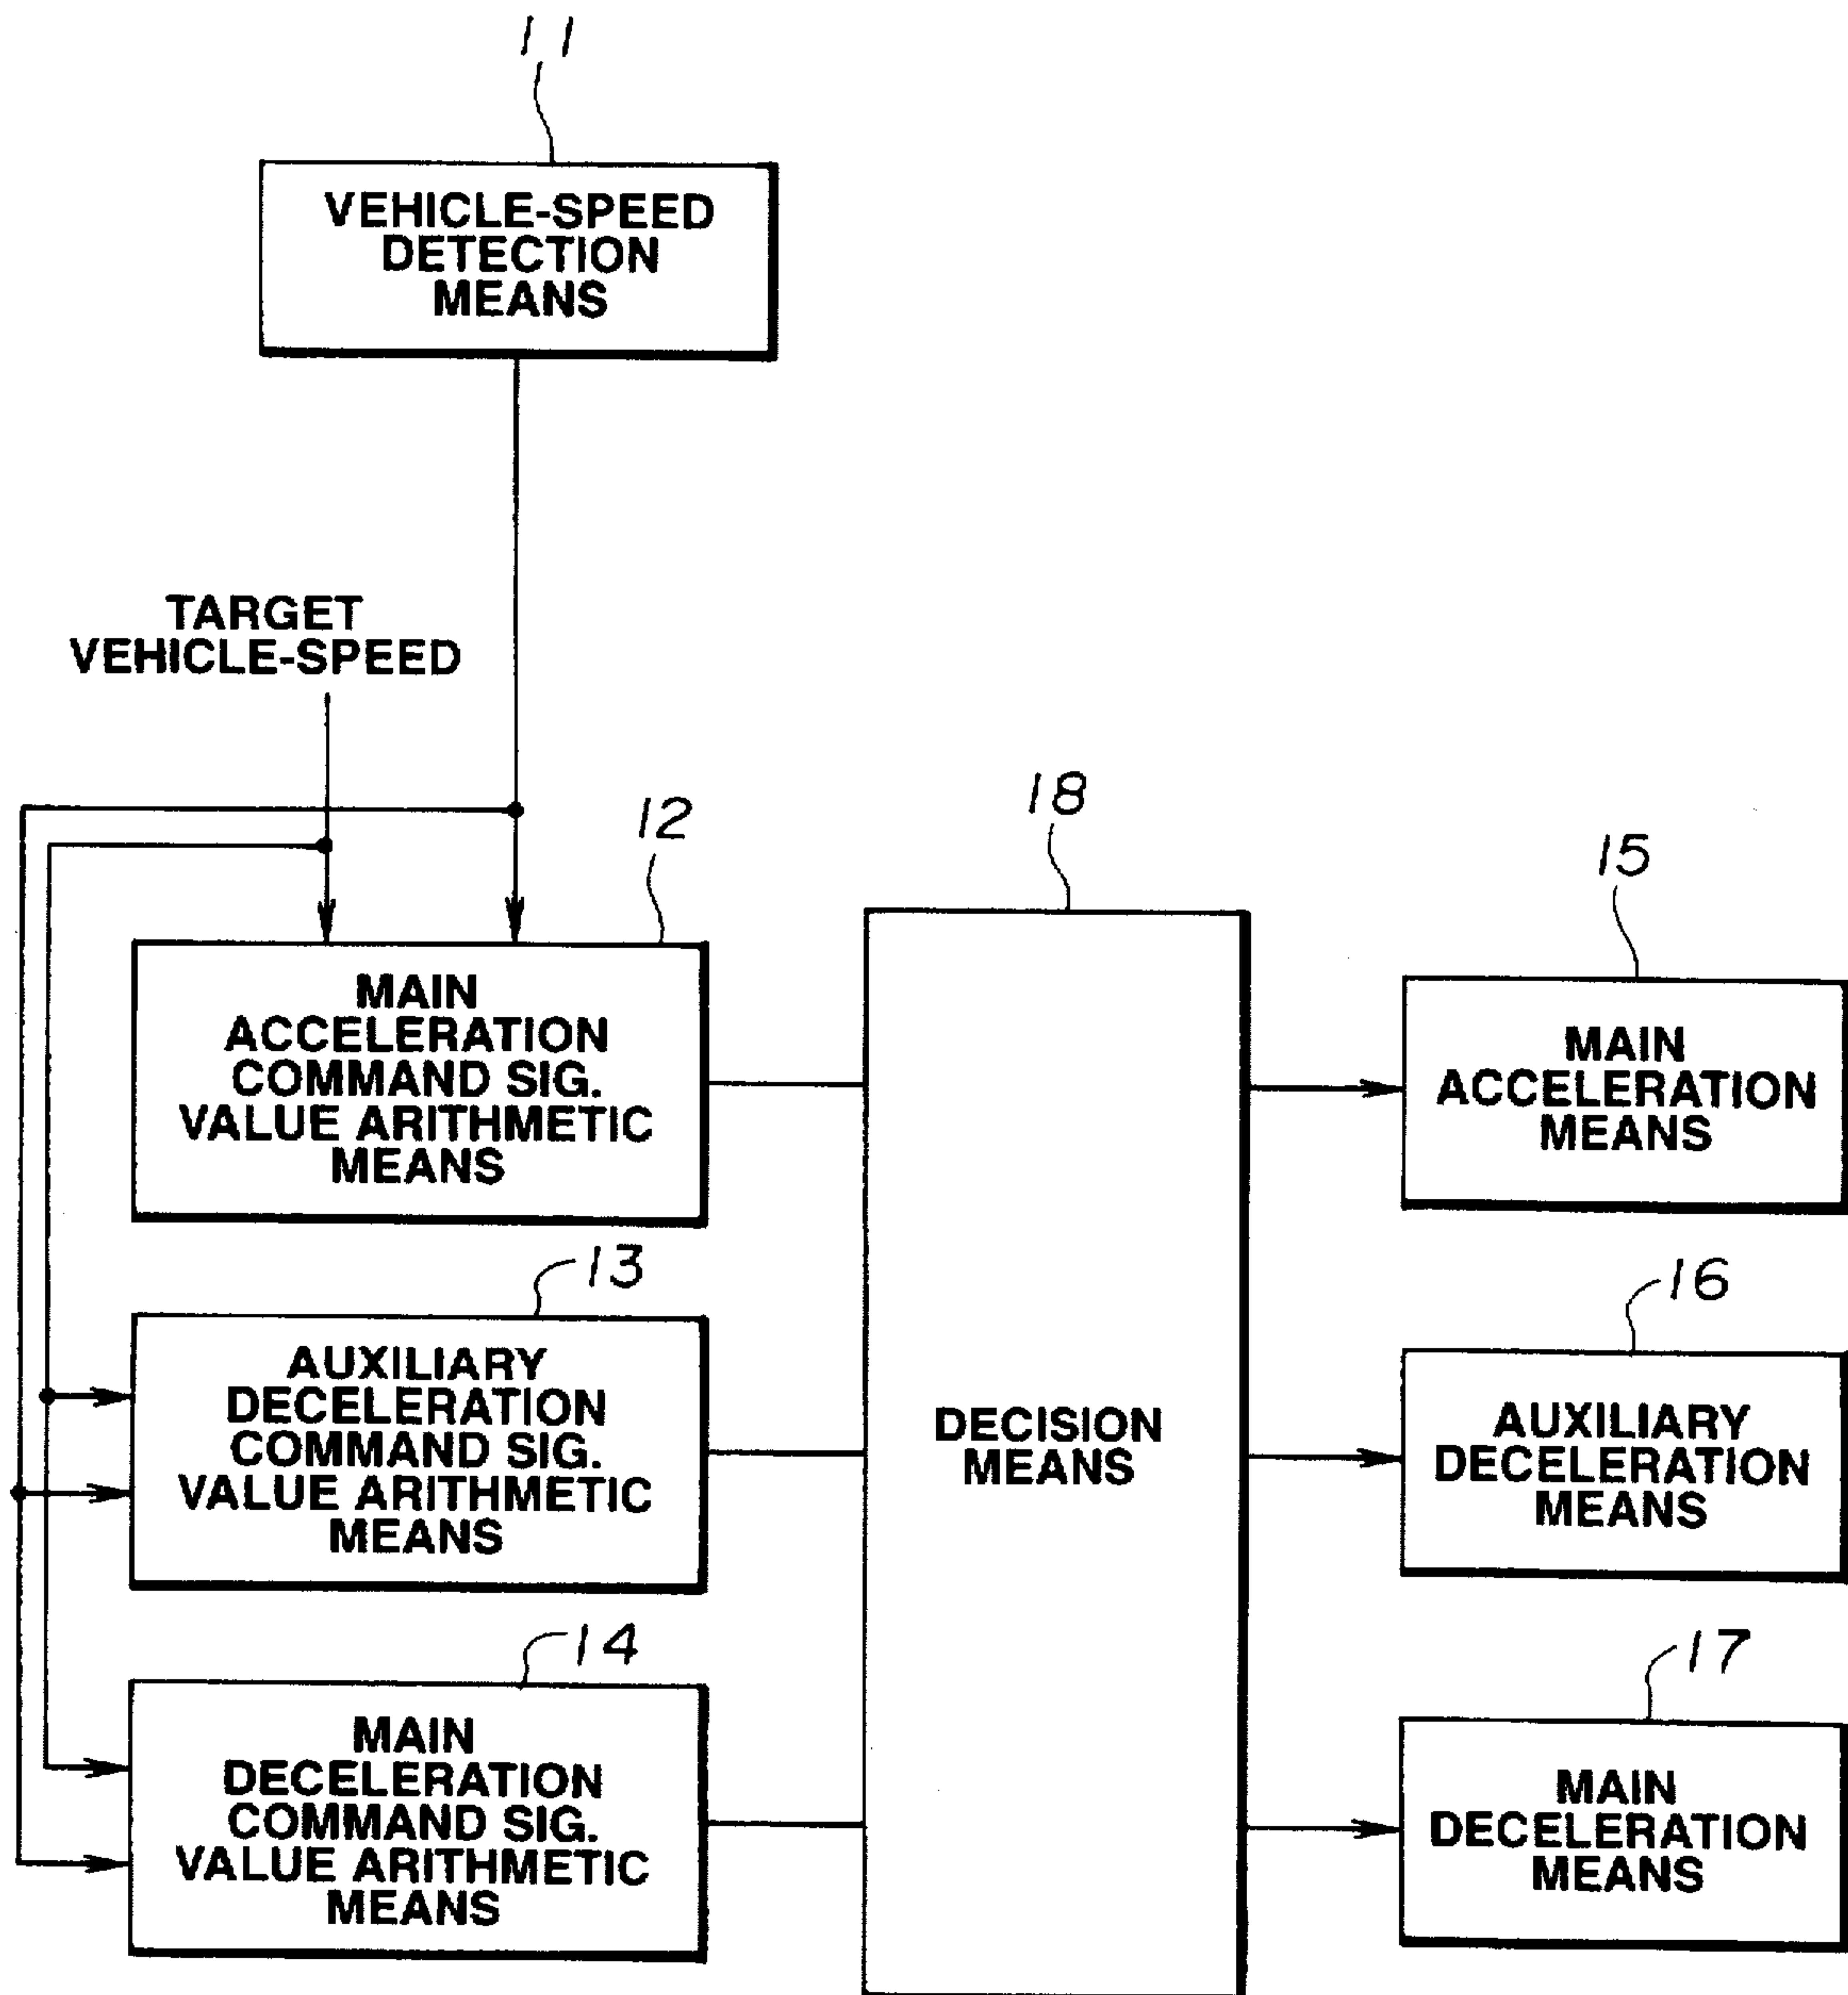 11
VEHICLE-SPEED
DETECTION
MEANS
TARGET
VEHICLE-SPEED
12
MAIN
ACCELERATION
COMMAND SIG.
VALUE ARITHMETIC
MEANS
13
AUXILIARY
DECELERATION
COMMAND SIG.
VALUE ARITHMETIC
MEANS
14
MAIN
DECELERATION
COMMAND SIG.
VALUE ARITHMETIC
MEANS
18
DECISION
MEANS
15
MAIN
ACCELERATION
MEANS
16
AUXILIARY
DECELERATION
MEANS
17
MAIN
DECELERATION
MEANS